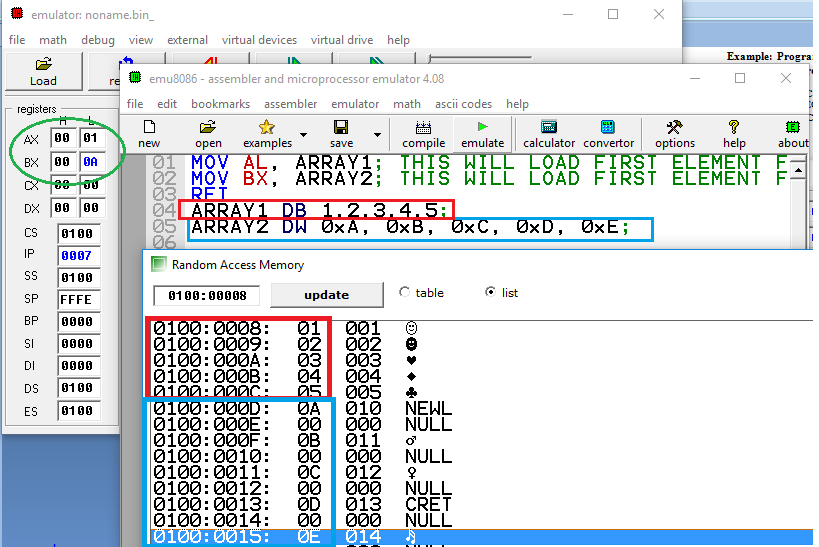 emulator: noname.bin_
file math debug view external virtual devices virtual drive help
Load
registers
H L
AX 00 01
BX 00 0A
CX 00 00
DX 00 00
CS 0100
IP 0007
SS 0100
SP FFFE
BP 0000
SI 0000
DI 0000
DS 0100
ES 0100
Example: Progra
emu8086 - assembler and microprocessor emulator 4.08
file edit bookmarks assembler emulator math ascii codes help
new open examples save compile emulate calculator convertor options help about
01 MOV AL, ARRAY1; THIS WILL LOAD FIRST ELEMENT F
02 MOV BX, ARRAY2; THIS WILL LOAD FIRST ELEMENT F
03 RET
04 ARRAY1 DB 1,2,3,4,5;
05 ARRAY2 DW 0xA, 0xB, 0xC, 0xD, 0xE;
06
Random Access Memory
0100:00008 update table list
0100:0008: 01 001 ☺
0100:0009: 02 002 ☻
0100:000A: 03 003 ♥
0100:000B: 04 004 ♦
0100:000C: 05 005 ♣
0100:000D: 0A 010 NEWL
0100:000E: 00 000 NULL
0100:000F: 0B 011 ♂
0100:0010: 00 000 NULL
0100:0011: 0C 012 ♀
0100:0012: 00 000 NULL
0100:0013: 0D 013 CRET
0100:0014: 00 000 NULL
0100:0015: 0E 014 ♫